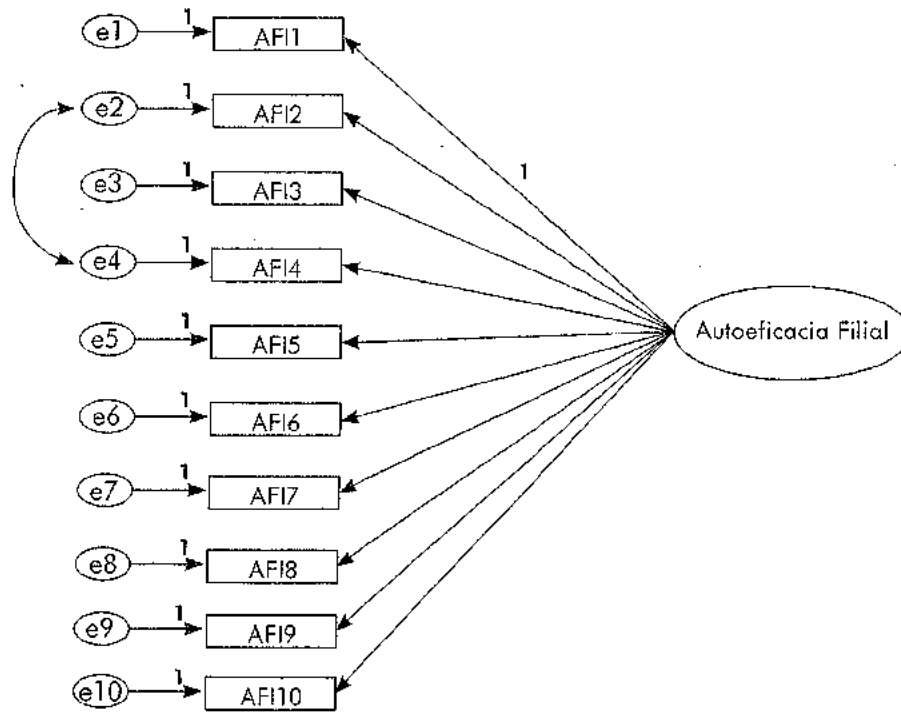 e1 1 AFI1
e2 1 AFI2
1
e3 1 AFI3
e4 1 AFI4
Autoeficacia Filial
e5 1 AFI5
e6 1 AFI6
e7 1 AFI7
e8 1 AFI8
e9 1 AFI9
e10 1 AFI10